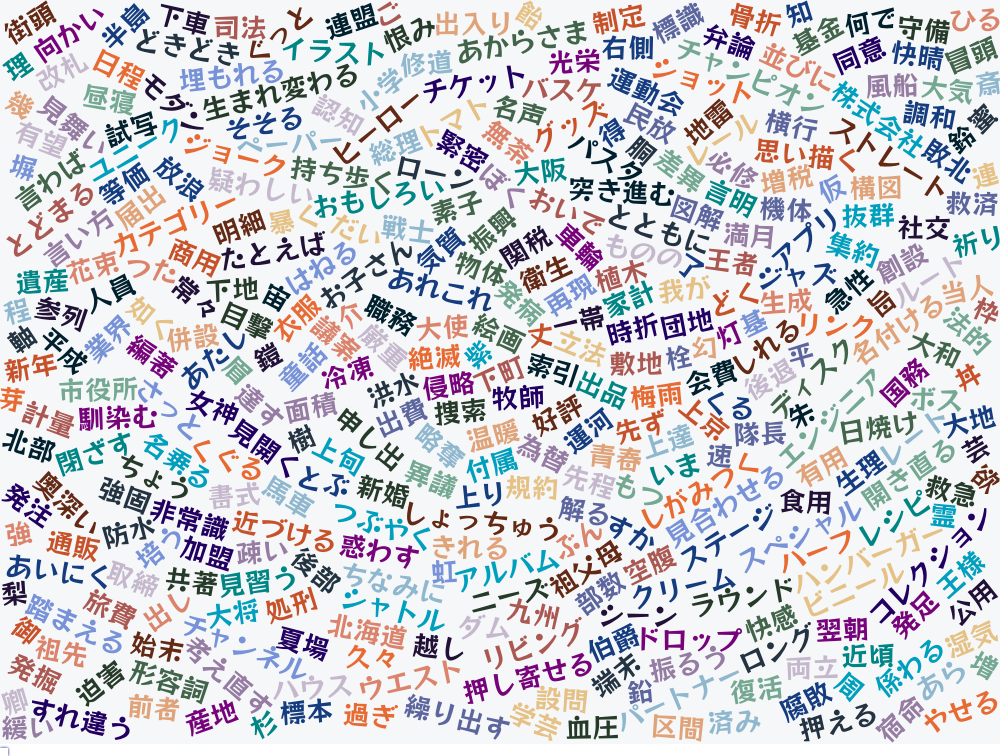 街頭
向かい
半島
下車
司法
ぐっと
連盟
ご
恨み
出入り
飴
あからさま
制定
標識
骨折
知
基金
何で
守備
ひる
理
改札
日程
どきどき
イラスト
埋もれる
小学
修道
光栄
右側
弁論
並びに
同意
快晴
冒頭
幾
見舞い
昼寝
モダン
生まれ変わる
認知
ヒーロー
チケット
バスケ
運動会
ショット
チャンピオン
風船
大気
斎
有望
試写
ユニーク
そそる
ペーパー
総理
トマト
名声
グッズ
民放
地雷
横行
株式会社
調和
鈴
富
塀
言わば
等価
放浪
ジョーク
持ち歩く
ローン
緊密
無茶
ぼく
大阪
パスタ
得
胴
差異
レール
必修
思い描く
ストレート
敗北
連
とどまる
言い方
届出
カテゴリー
疑わしい
おもしろい
素子
突き進む
言明
増税
仮
構図
救済
明細
暴く
だい
戦士
振興
おいで
とともに
図解
機体
満月
アプリ
抜群
社交
祈り
遺産
花束
つた
商用
たとえば
はねる
お子さん
気質
物体
関税
車輪
衛生
ものの
王者
ジャズ
集約
創設
ルート
程
参列
人員
常々
下地
宙
あれこれ
発病
再現
植木
家計
我が
どく
生成
急性
旨
当人
枠
軸
平成
業界
欠く
併設
目撃
衣服
議案
介
職務
厳重
大使
絵画
丈
一帯
時折
団地
灯
基
しれる
リンク
名付ける
法的
新年
編著
あたし
個
鎧
童話
冷凍
絶滅
紫
下町
索引
立法
敷地
栓
幻
会費
後退
平
ディスク
大和
芽
計量
市役所
馴染む
さっと
女神
達す
面積
洪水
侵略
出費
捜索
牧師
出品
好評
梅雨
くる
朱
エンジニア
国務
ボス
丼
北部
閉ざす
名乗る
くぐる
見開く
樹
上旬
申し出
略奪
温暖
為替
運河
先ず
上京
上達
隊長
日焼け
レート
大地
芸
奥深い
ちょう
強固
書式
馬車
とぶ
新婚
異議
付属
上り
規約
先程
青春
もつ
いま
速
しがみつく
見合わせる
有用
生理
開き直る
欲
救急
発注
強
通販
防水
非常識
近づける
つぶやく
しょっちゅう
解る
すか
ステージ
食用
スペシャル
レシピ
霊
あいにく
培う
加盟
疎い
惑わす
きれる
ぶん
祖父母
空腹
ハーフ
ハンバーガー
コレクション
梨
取締
共著
見習う
後部
ちなみに
虹
アルバム
ニーズ
部数
クリーム
ラウンド
ビニール
王様
公用
踏まえる
旅費
出し
大将
処刑
シャトル
ダム
九州
シーン
発足
御
祖先
始末
チャンネル
夏場
北海道
越し
リビング
伯爵
ドロップ
快感
翌朝
湿気
発掘
迫害
形容詞
考え直す
久々
ハウス
ウエスト
押し寄せる
端末
振るう
ロング
両立
近頃
係わる
あら
増
卿
緩い
すれ違う
前者
産地
杉
標本
過ぎ
繰り出す
学芸
設問
血圧
鉛
パートナー
区間
済み
復活
腐敗
押える
宿命
やせる